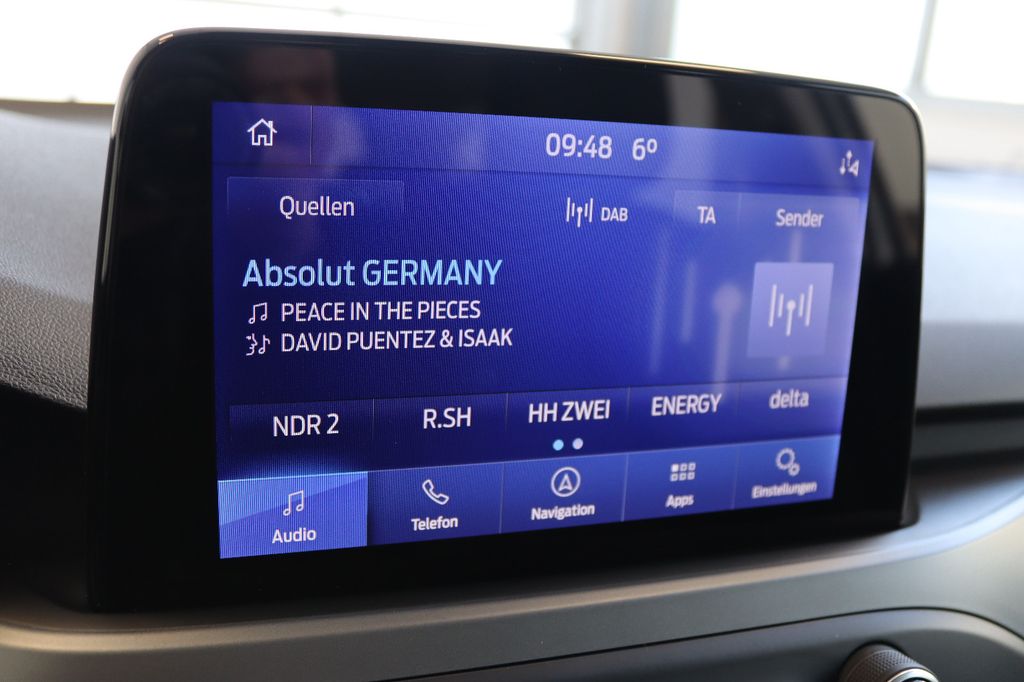 09:48 6º
Quellen DAB TA Sender
Absolut GERMANY
PEACE IN THE PIECES
DAVID PUENTEZ & ISAAK
NDR 2 R.SH HH ZWEI ENERGY delta
Audio Telefon Navigation Apps Einstellungen